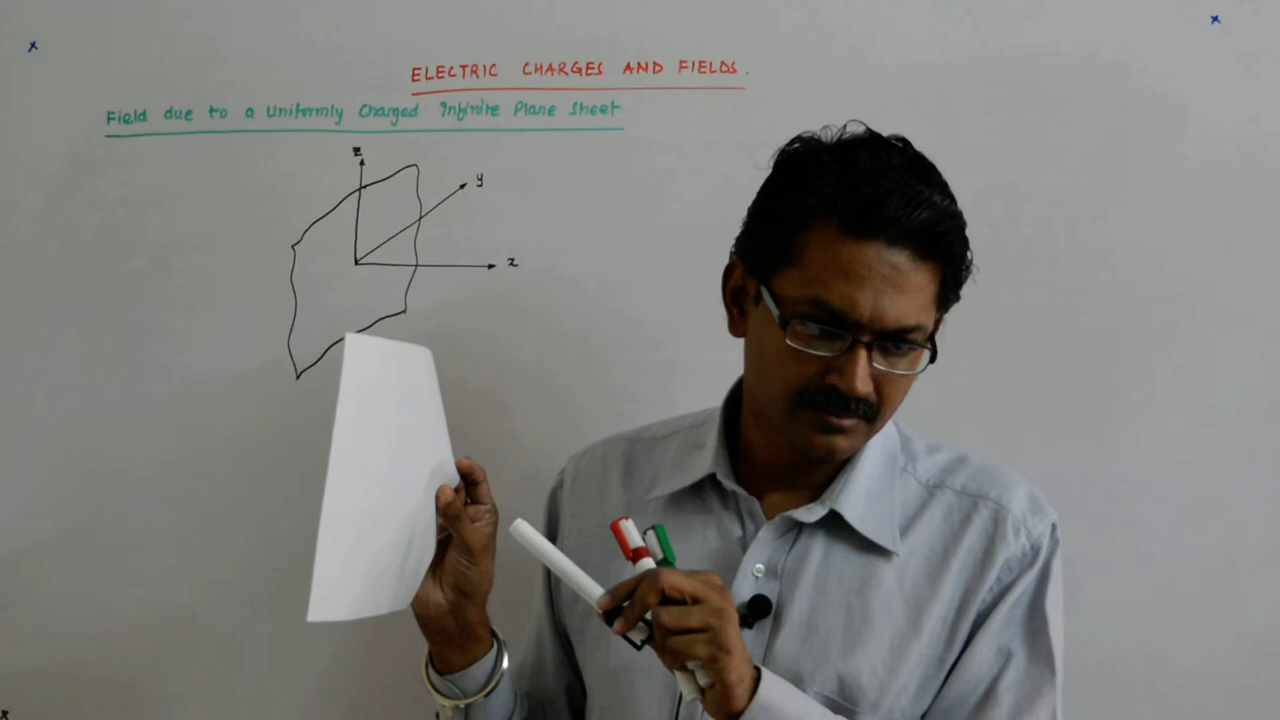 ELECTRIC CHARGES AND FIELDS.
Field due to a Uniformly Charged Infinite Plane Sheet
z
y
x